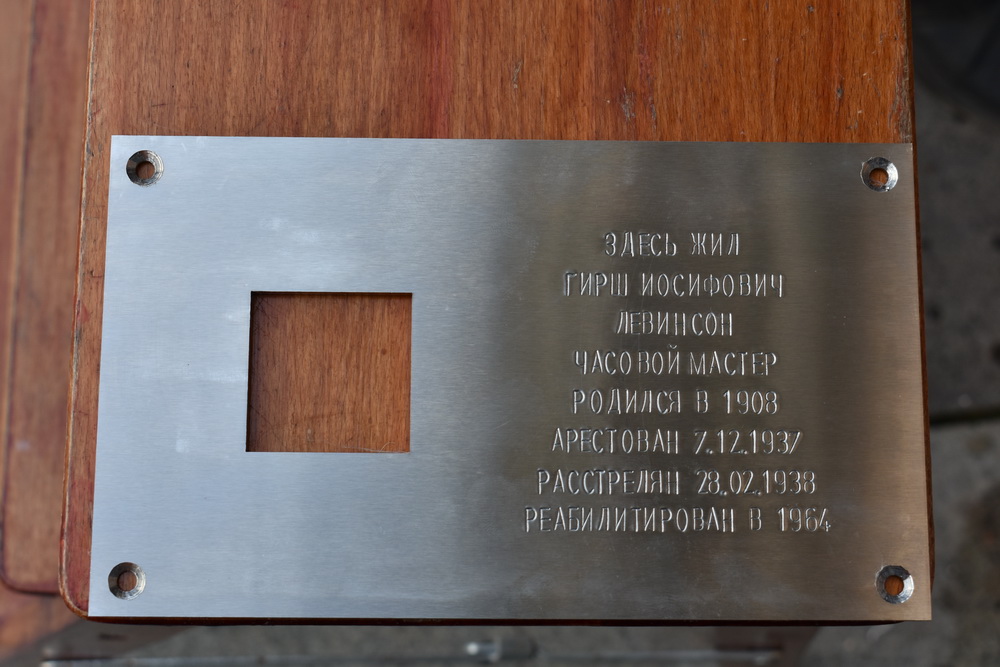 ЗДЕСЬ ЖИЛ
ГИРШ ИОСИФОВИЧ
ЛЕВИНСОН
ЧАСОВОЙ МАСТЕР
РОДИЛСЯ В 1908
АРЕСТОВАН 7.12.1937
РАССТРЕЛЯН 28.02.1938
РЕАБИЛИТИРОВАН В 1964